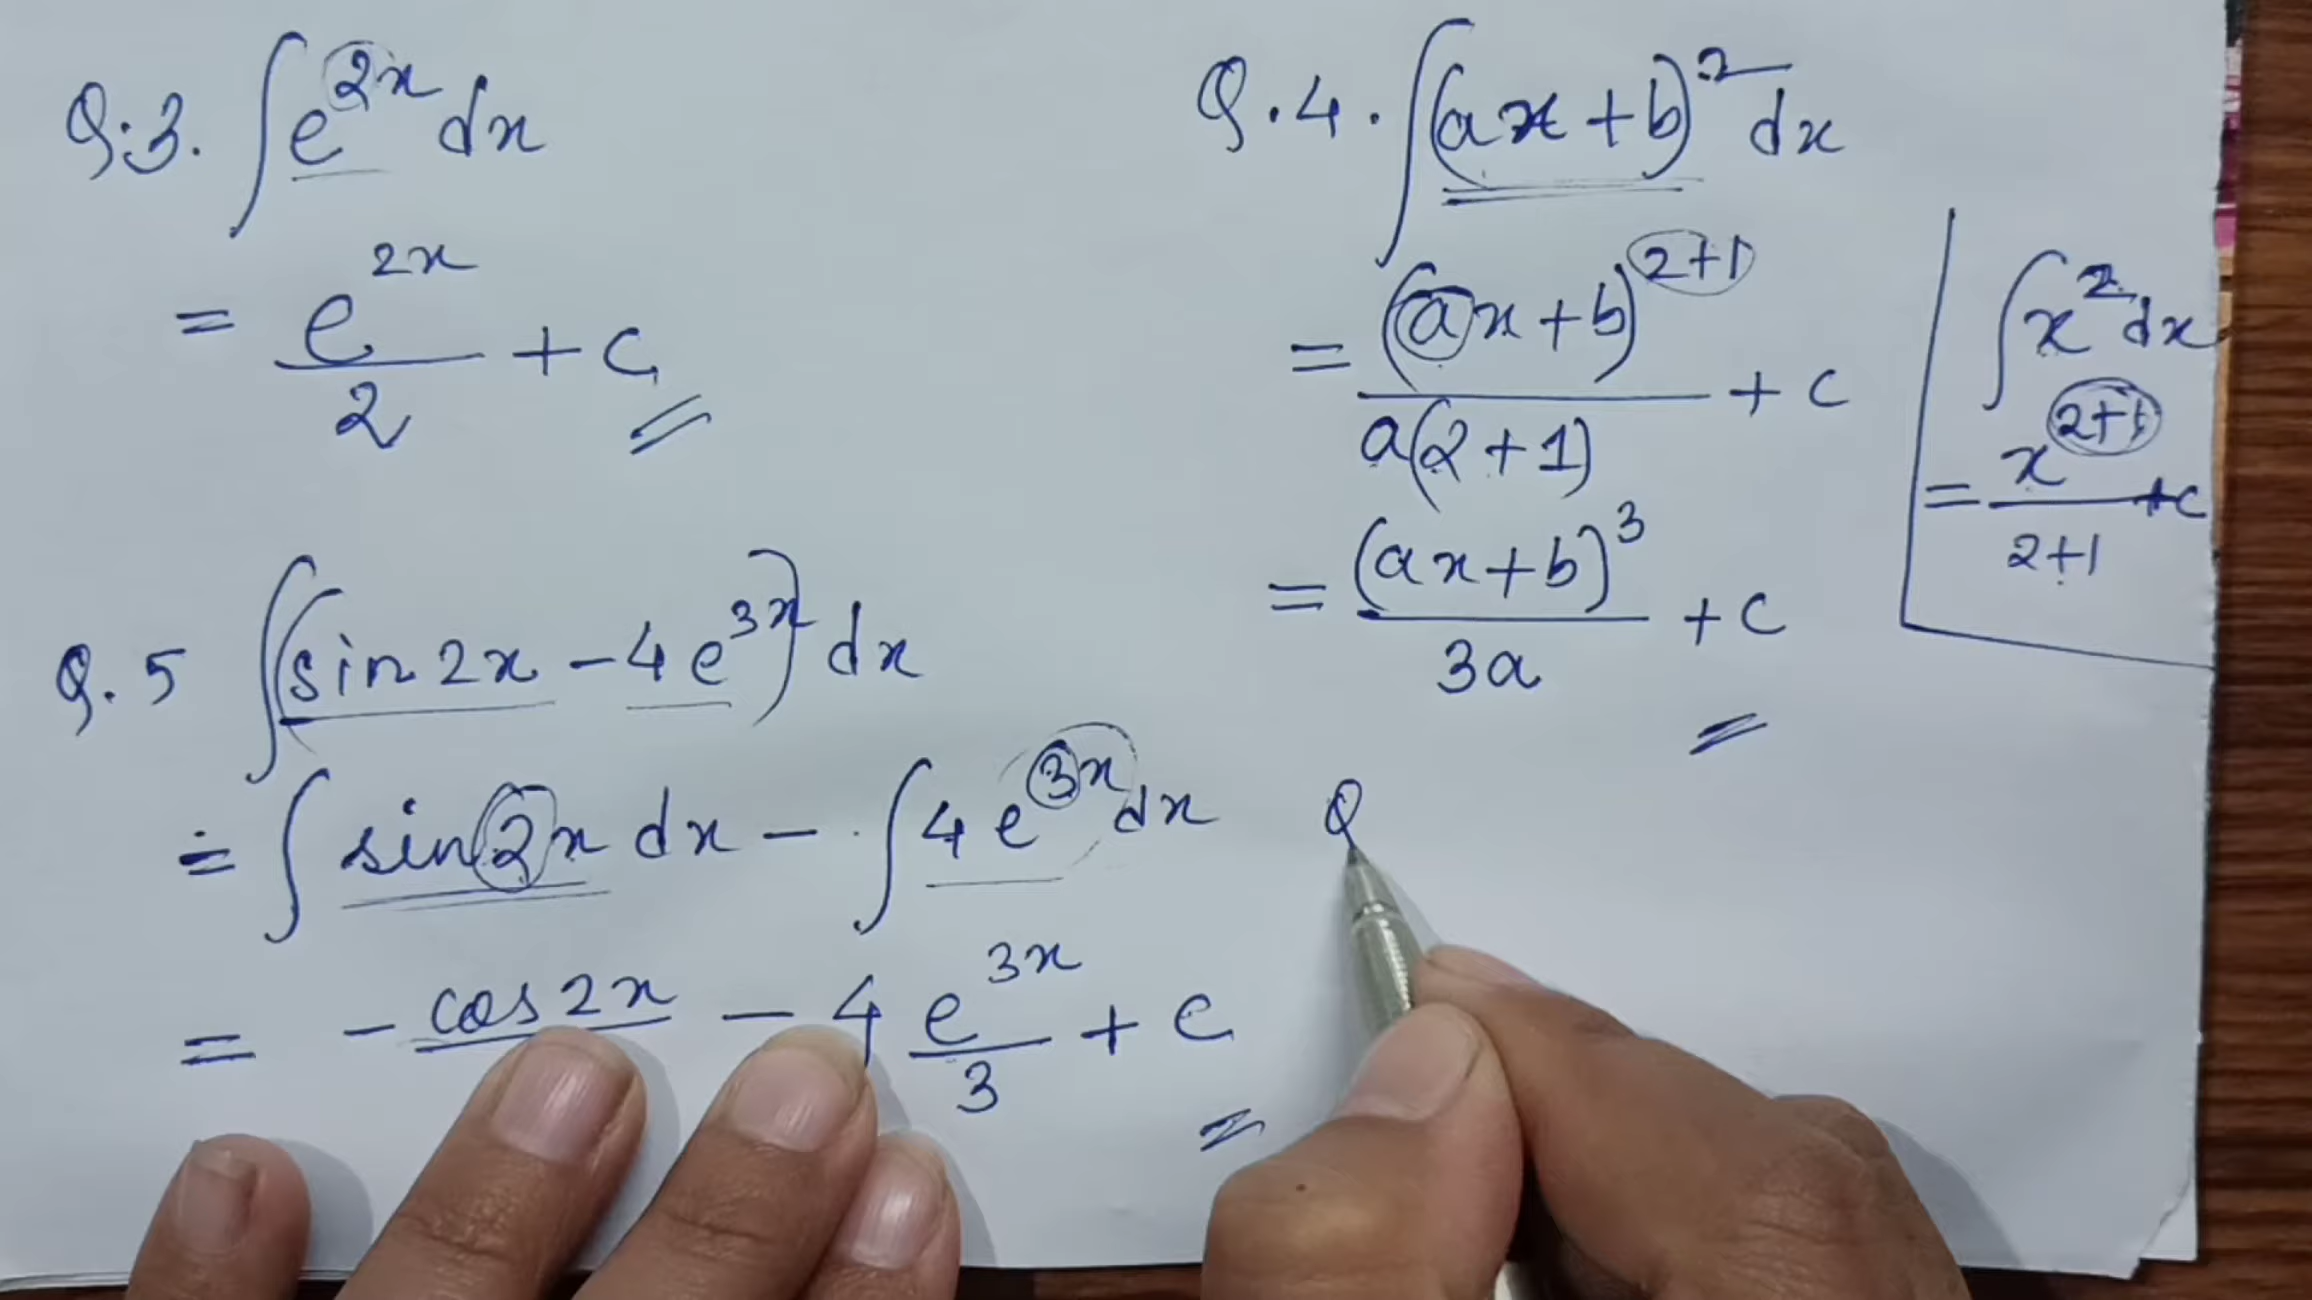 Q.3. ∫ e^{2x} dx
= e^{2x}/2 + c
Q.4. ∫ (ax+b)^2 dx
= (ax+b)^{2+1}/a(2+1) + c
= (ax+b)^3/3a + c
∫ x^2 dx
= x^{2+1}/2+1 + c
Q.5 ∫ (sin 2x - 4e^{3x}) dx
= ∫ sin 2x dx - ∫ 4e^{3x} dx
= - cos 2x - 4 e^{3x}/3 + c
Q